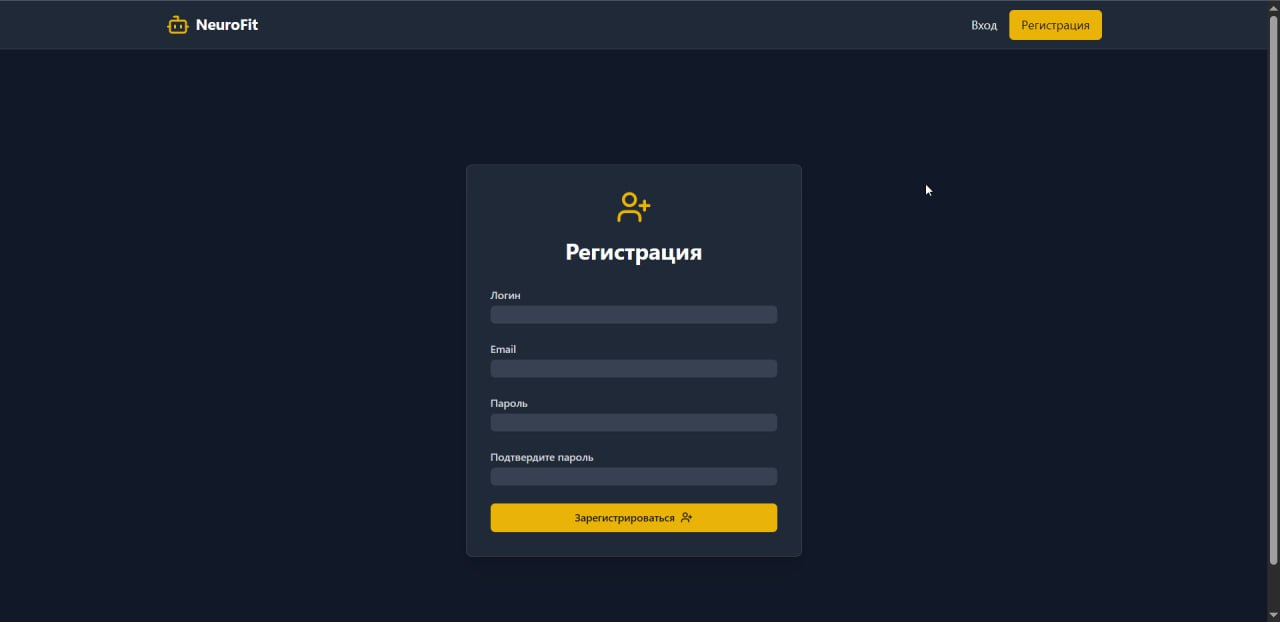 NeuroFit
Вход
Регистрация
Регистрация
Логин
Email
Пароль
Подтвердите пароль
Зарегистрироваться